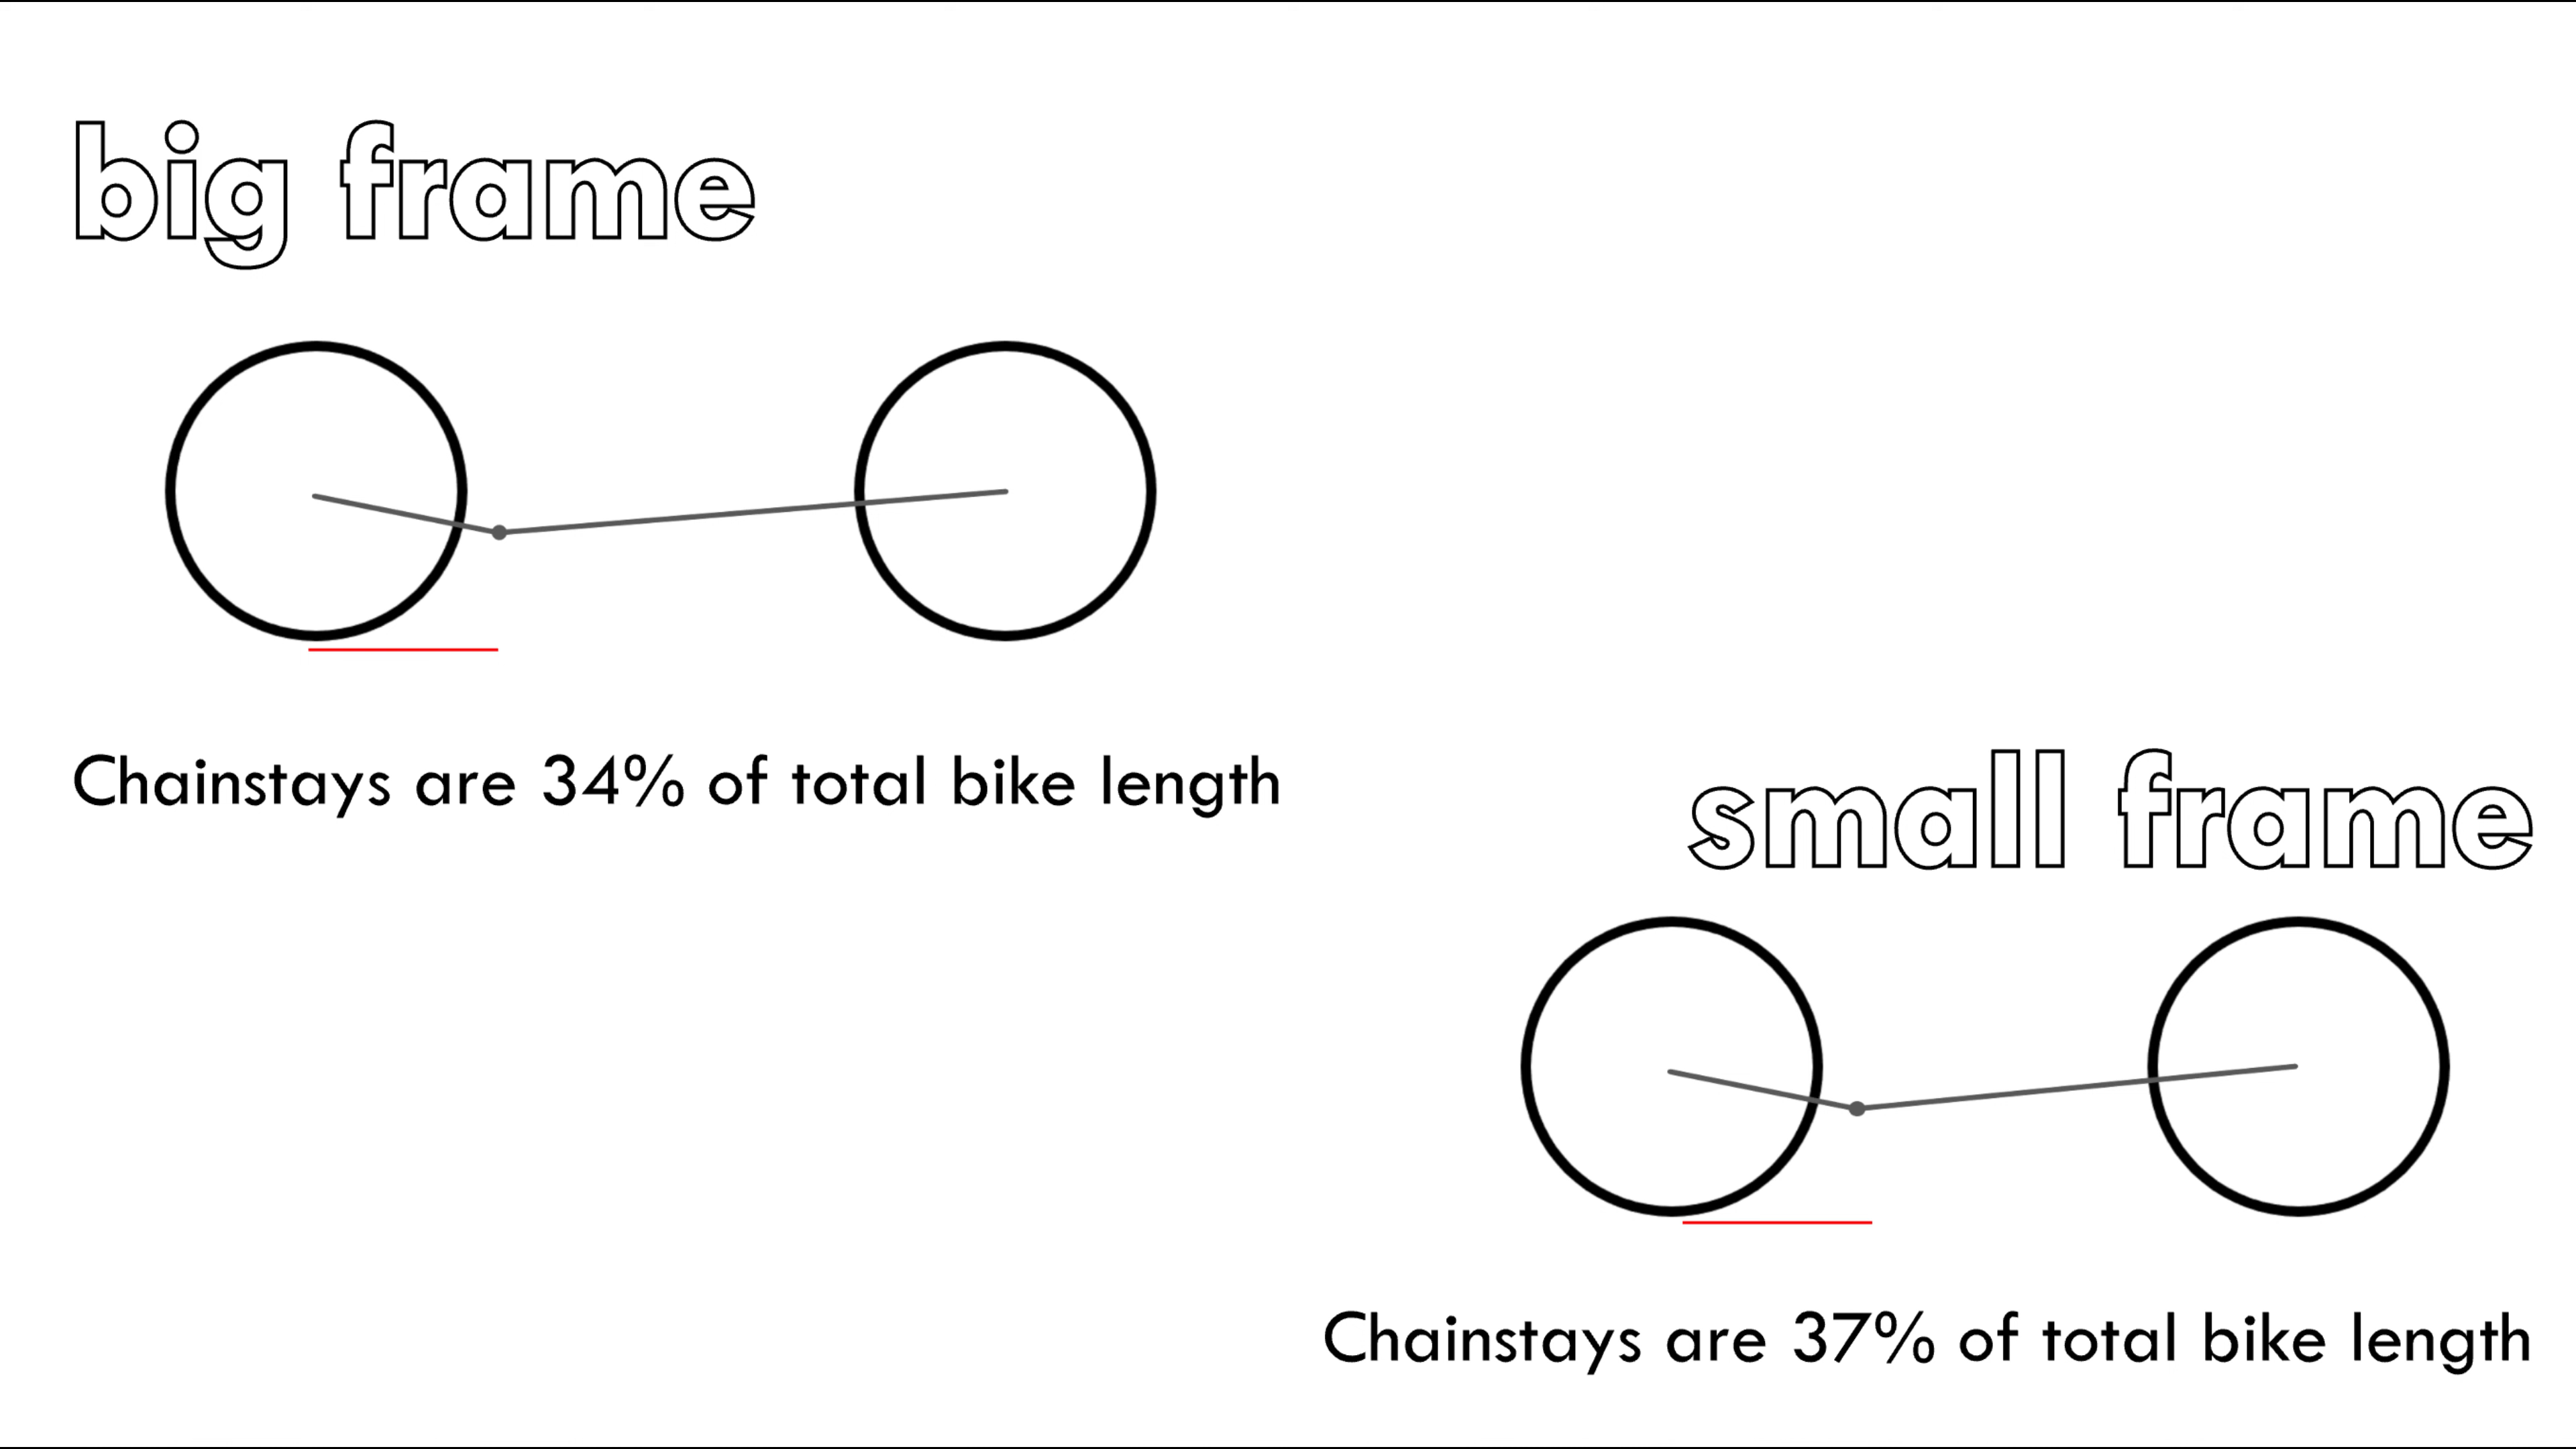 big frame
Chainstays are 34% of total bike length
small frame
Chainstays are 37% of total bike length